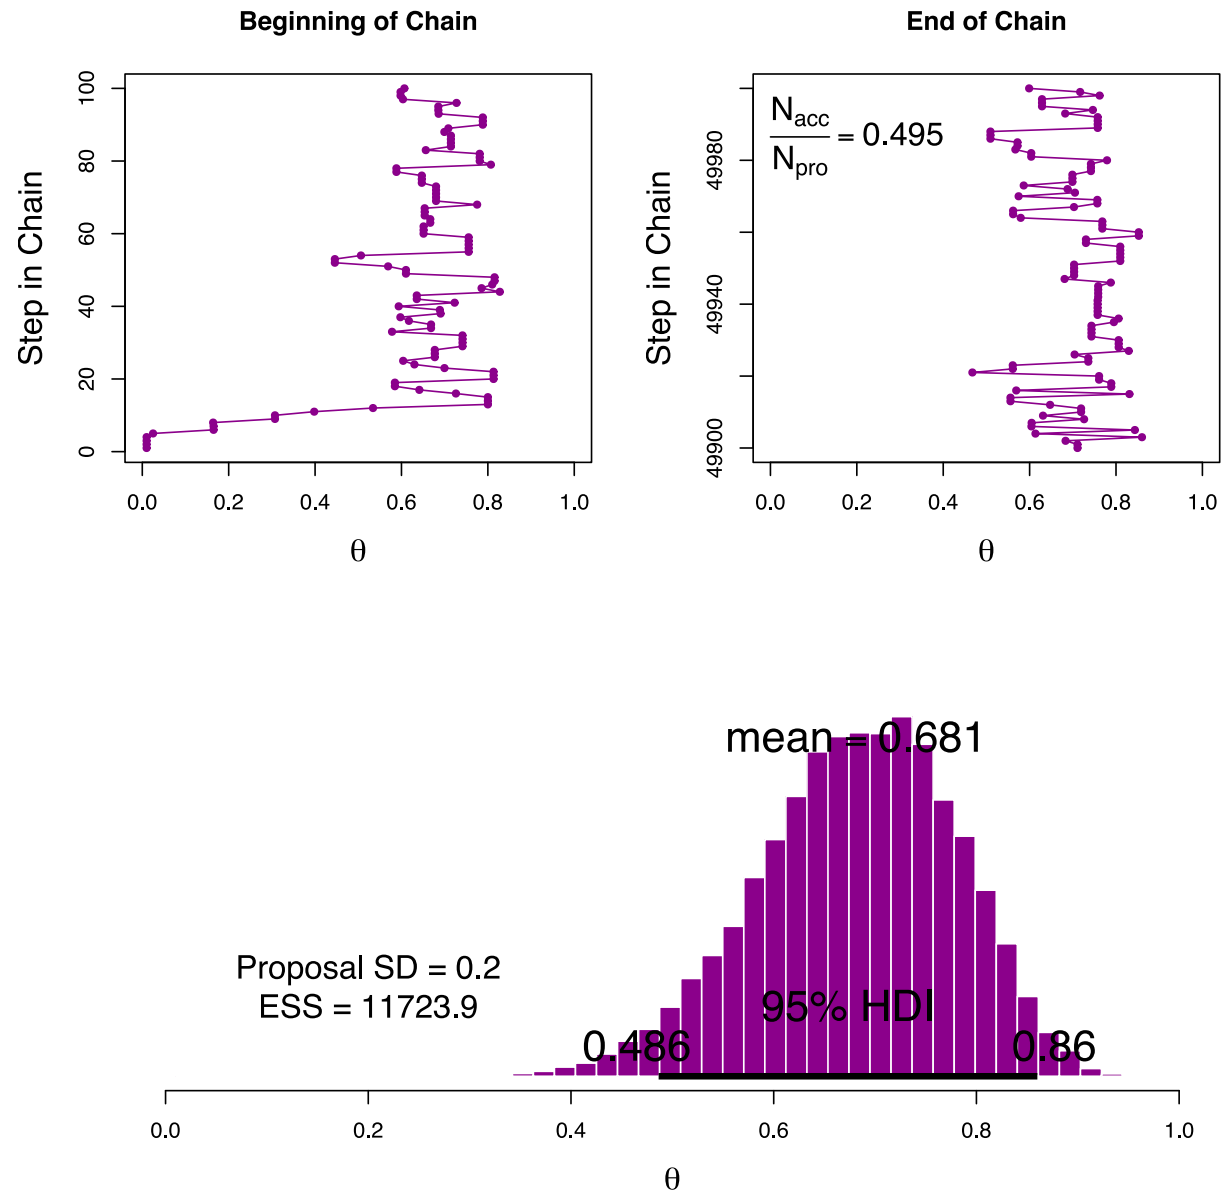 Beginning of Chain
End of Chain
Step in Chain
0
20
40
60
80
100
0.0 0.2 0.4 0.6 0.8 1.0
θ
Step in Chain
49900
49940
49980
N_acc
N_pro
= 0.495
0.0 0.2 0.4 0.6 0.8 1.0
θ
mean = 0.681
Proposal SD = 0.2
ESS = 11723.9
95% HDI
0.486 0.86
0.0 0.2 0.4 0.6 0.8 1.0
θ